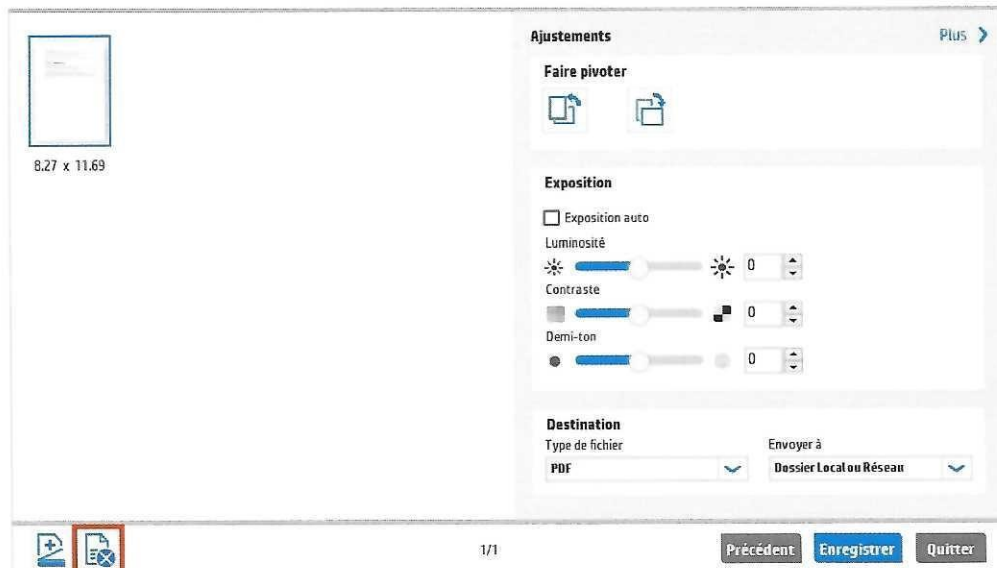 8.27 x 11.69
Ajustements
Plus
Faire pivoter
Exposition
Exposition auto
Luminosité
0
Contraste
0
Demi-ton
0
Destination
Type de fichier
Envoyer à
PDF
Dossier Local ou Réseau
1/1
Précédent
Enregistrer
Quitter